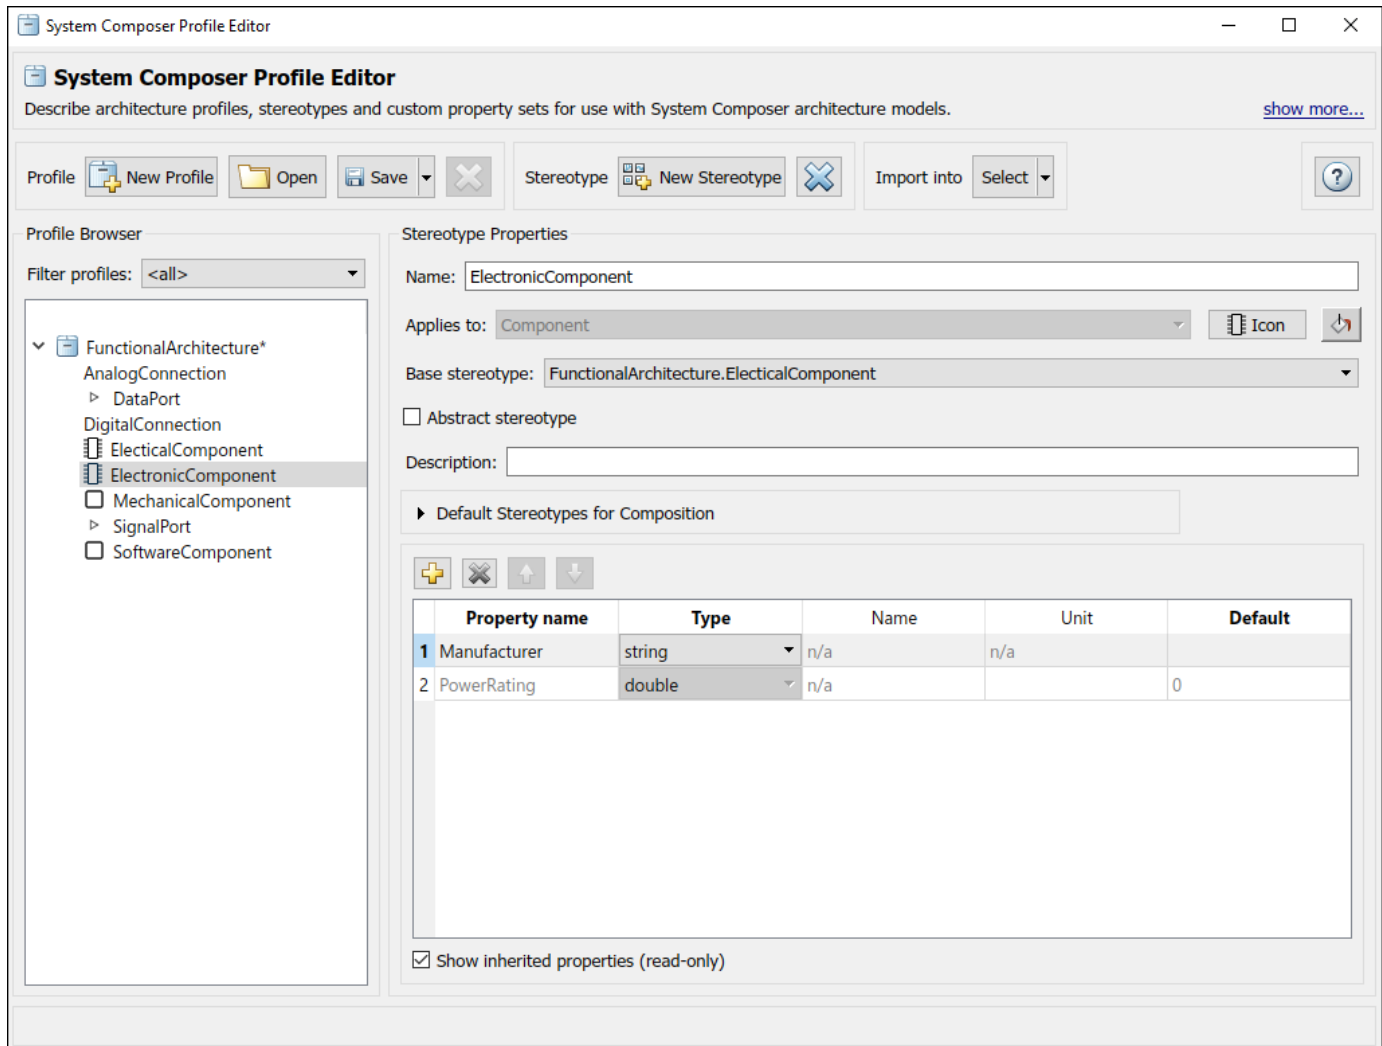 System Composer Profile Editor
System Composer Profile Editor
Describe architecture profiles, stereotypes and custom property sets for use with System Composer architecture models.
show more...
Profile
New Profile
Open
Save
Stereotype
New Stereotype
Import into
Select
?
Profile Browser
Filter profiles:
<all>
FunctionalArchitecture*
AnalogConnection
DataPort
DigitalConnection
ElecticalComponent
ElectronicComponent
MechanicalComponent
SignalPort
SoftwareComponent
Stereotype Properties
Name: ElectronicComponent
Applies to: Component
Icon
Base stereotype: FunctionalArchitecture.ElecticalComponent
Abstract stereotype
Description:
Default Stereotypes for Composition
Property name Type Name Unit Default
1 Manufacturer string n/a n/a
2 PowerRating double n/a 0
Show inherited properties (read-only)